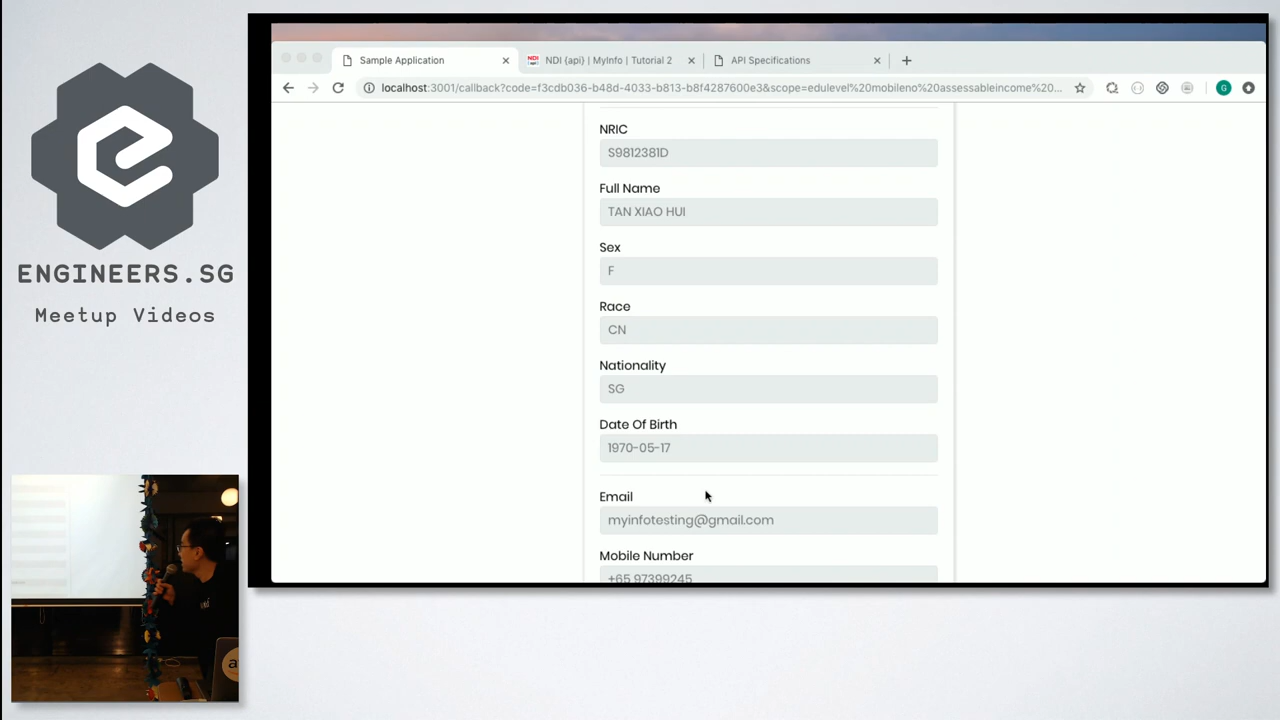 ENGINEERS.SG
Meetup Videos
Sample Application
NDI {api} | MyInfo | Tutorial 2
API Specifications
localhost:3001/callback?code=f3cdb036-b48d-4033-b813-b8f4287600e3&scope=edulevel%20mobileno%20assessableincome%20...
G
NRIC
S9812381D
Full Name
TAN XIAO HUI
Sex
F
Race
CN
Nationality
SG
Date Of Birth
1970-05-17
Email
myinfotesting@gmail.com
Mobile Number
+65 97399245